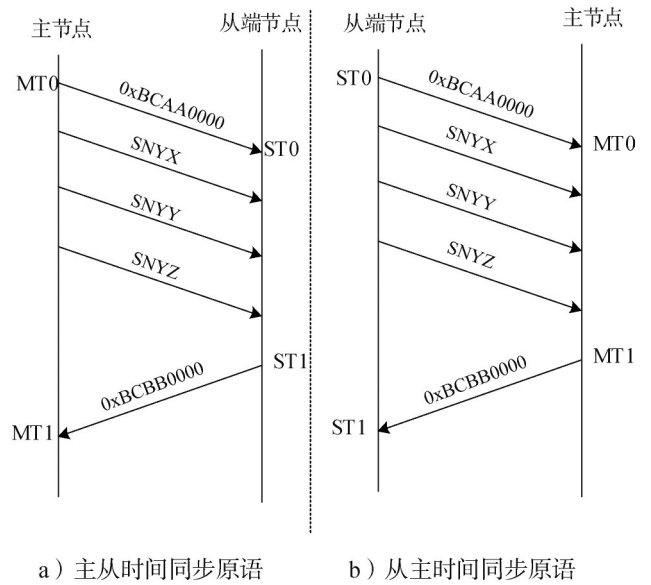 主节点
从端节点
MT0
0xBCAA0000
ST0
SNYX
SNYY
SNYZ
ST1
0xBCBB0000
MT1
a）主从时间同步原语
从端节点
主节点
ST0
0xBCAA0000
MT0
SNYX
SNYY
SNYZ
MT1
0xBCBB0000
ST1
b）从主时间同步原语